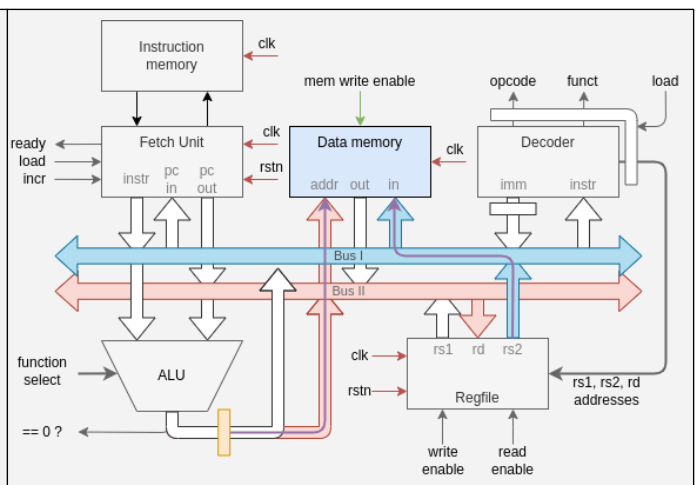 Instruction
memory
clk
mem write enable
opcode
funct
load
ready
load
incr
Fetch Unit
instr
pc
in
pc
out
clk
rstn
Data memory
addr
out
in
clk
Decoder
imm
instr
Bus I
Bus II
function
select
ALU
== 0 ?
clk
rstn
rs1
rd
rs2
Regfile
rs1, rs2, rd
addresses
write
enable
read
enable